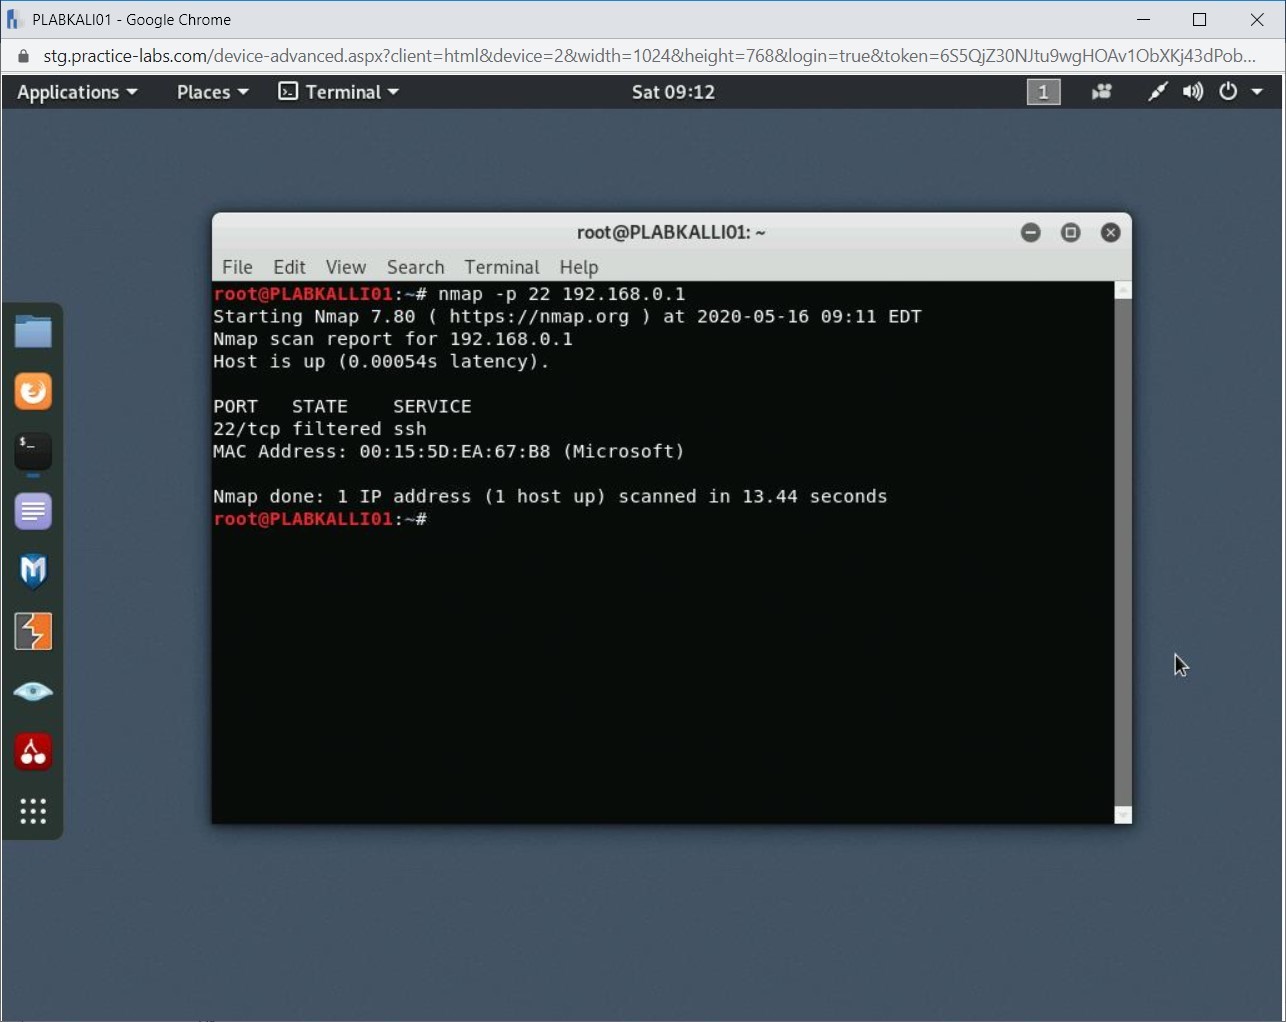 PLABKALI01 - Google Chrome
stg.practice-labs.com/device-advanced.aspx?client=html&device=2&width=1024&height=768&login=true&token=6S5QjZ30NJtu9wgHOAv1ObXKj43dPob...
Applications Places Terminal Sat 09:12 1
root@PLABKALLI01: ~
File Edit View Search Terminal Help
root@PLABKALLI01:~# nmap -p 22 192.168.0.1
Starting Nmap 7.80 ( https://nmap.org ) at 2020-05-16 09:11 EDT
Nmap scan report for 192.168.0.1
Host is up (0.00054s latency).
PORT STATE SERVICE
22/tcp filtered ssh
MAC Address: 00:15:5D:EA:67:B8 (Microsoft)
Nmap done: 1 IP address (1 host up) scanned in 13.44 seconds
root@PLABKALLI01:~#
$_